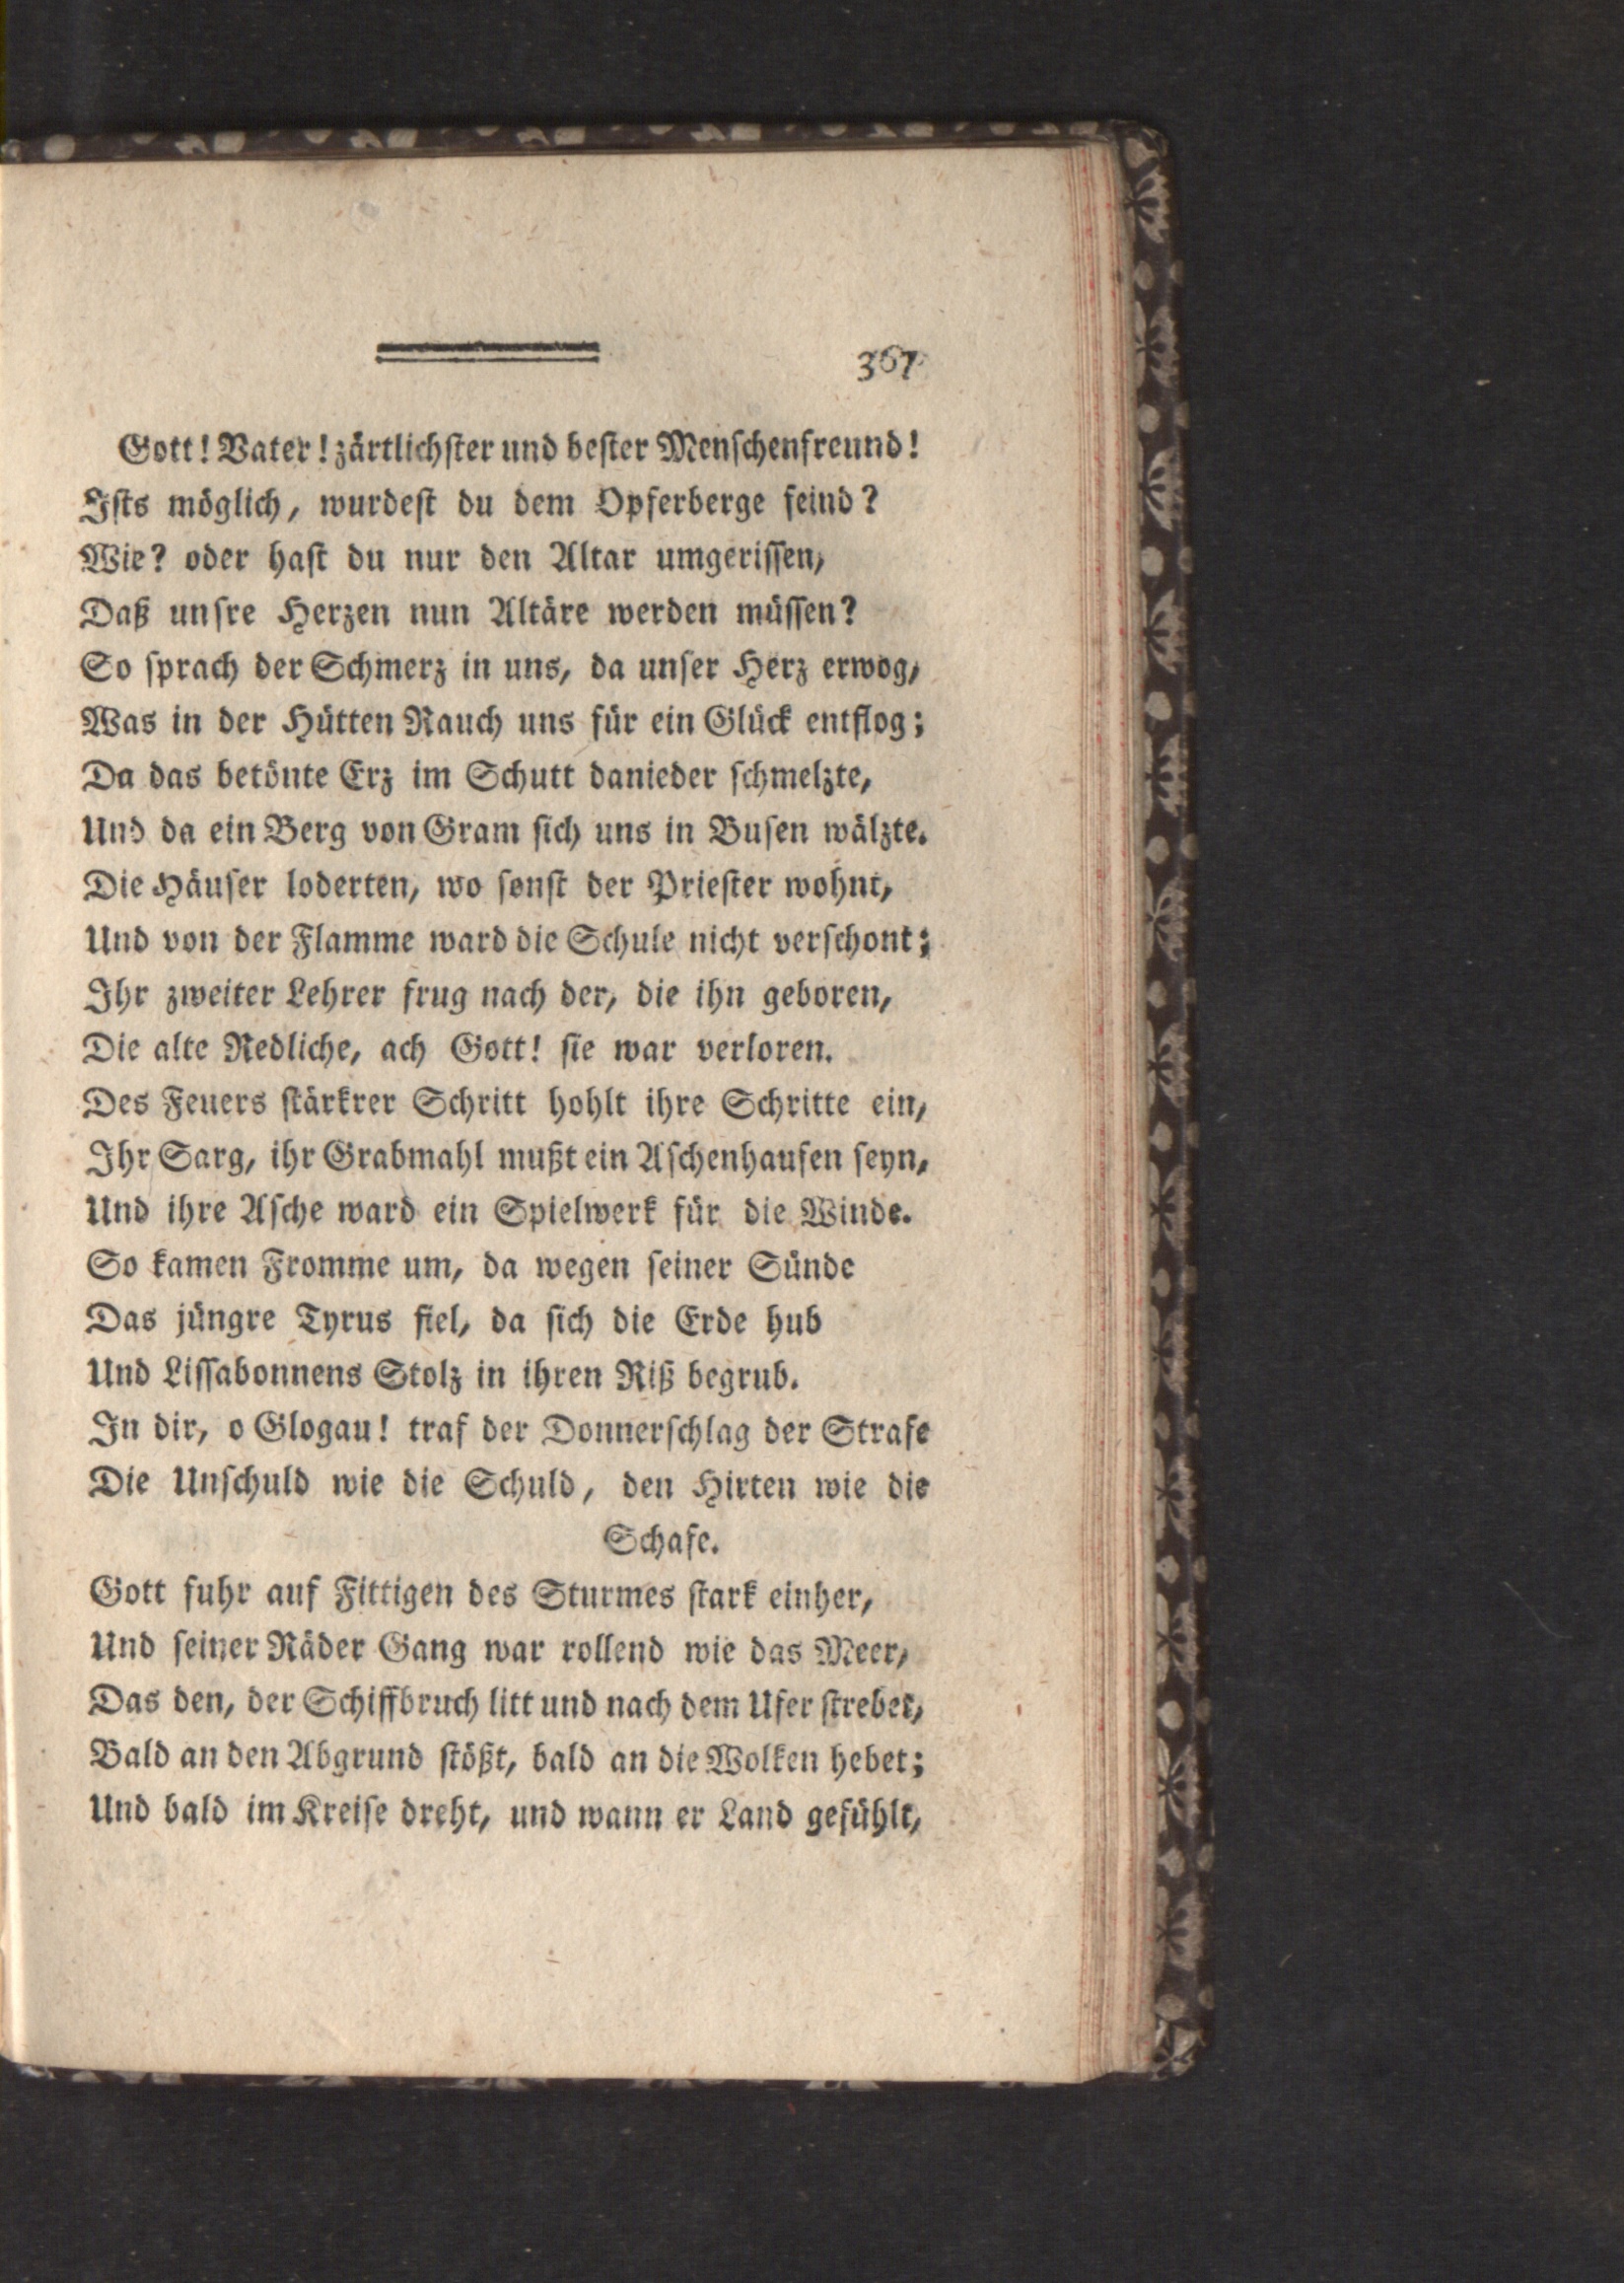 367
Gott! Vater! zärtlichster und bester Menschenfreund!
Ists möglich, wurdest du dem Opferberge feind?
Wie? oder hast du nur den Altar umgerissen,
Daß unsre Herzen nun Altäre werden müssen?
So sprach der Schmerz in uns, da unser Herz erwog,
Was in der Hütten Rauch uns für ein Glück entflog;
Da das betönte Erz im Schutt danieder schmelzte,
Und da ein Berg von Gram sich uns in Busen wälzte.
Die Häuser loderten, wo sonst der Priester wohnt,
Und von der Flamme ward die Schule nicht verschont;
Ihr zweiter Lehrer frug nach der, die ihn geboren,
Die alte Redliche, ach Gott! sie war verloren.
Des Feuers stärkrer Schritt hohlt ihre Schritte ein,
Ihr Sarg, ihr Grabmahl mußt ein Aschenhaufen seyn,
Und ihre Asche ward ein Spielwerk für die Winde.
So kamen Fromme um, da wegen seiner Sünde
Das jüngre Tyrus fiel, da sich die Erde hub
Und Lissabonnens Stolz in ihren Riß begrub.
In dir, o Glogau! traf der Donnerschlag der Strafe
Die Unschuld wie die Schuld, den Hirten wie die
Schafe.
Gott fuhr auf Fittigen des Sturmes stark einher,
Und seiner Räder Gang war rollend wie das Meer,
Das den, der Schiffbruch litt und nach dem Ufer strebet,
Bald an den Abgrund stößt, bald an die Wolken hebet;
Und bald im Kreise dreht, und wann er Land gefühlt,